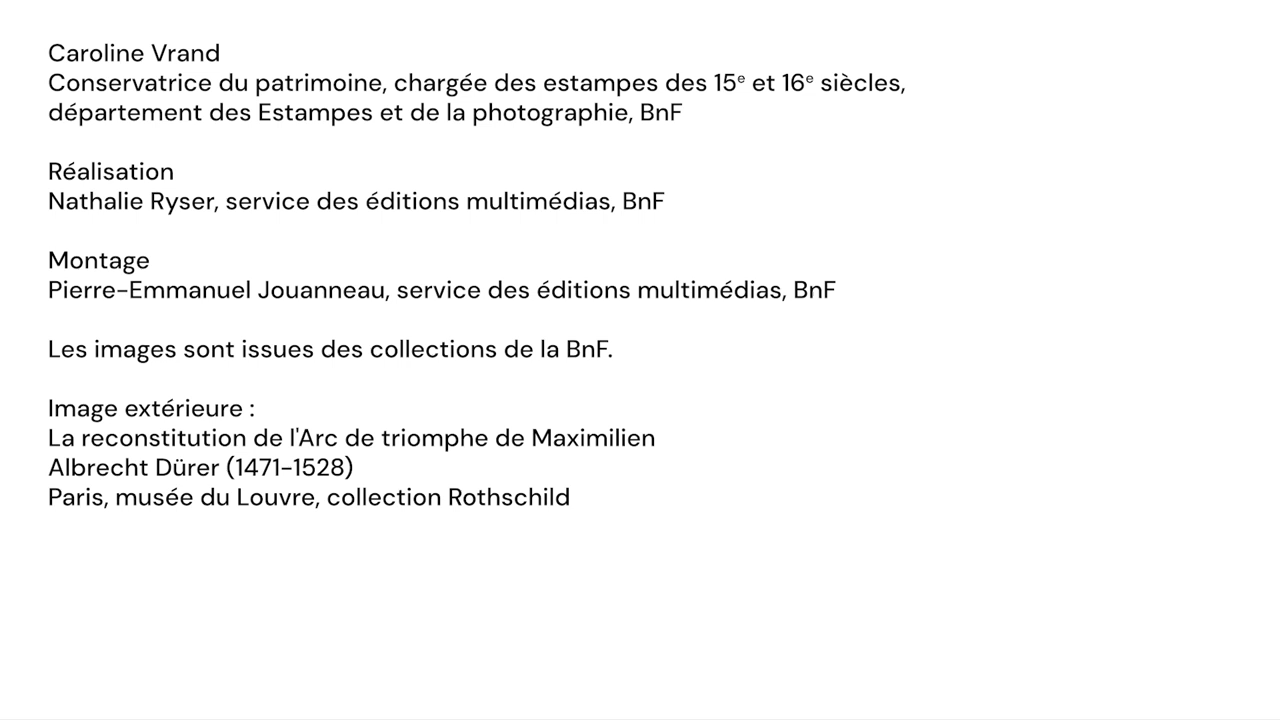 Caroline Vrand
Conservatrice du patrimoine, chargée des estampes des 15ᵉ et 16ᵉ siècles,
département des Estampes et de la photographie, BnF
Réalisation
Nathalie Ryser, service des éditions multimédias, BnF
Montage
Pierre-Emmanuel Jouanneau, service des éditions multimédias, BnF
Les images sont issues des collections de la BnF.
Image extérieure :
La reconstitution de l'Arc de triomphe de Maximilien
Albrecht Dürer (1471-1528)
Paris, musée du Louvre, collection Rothschild